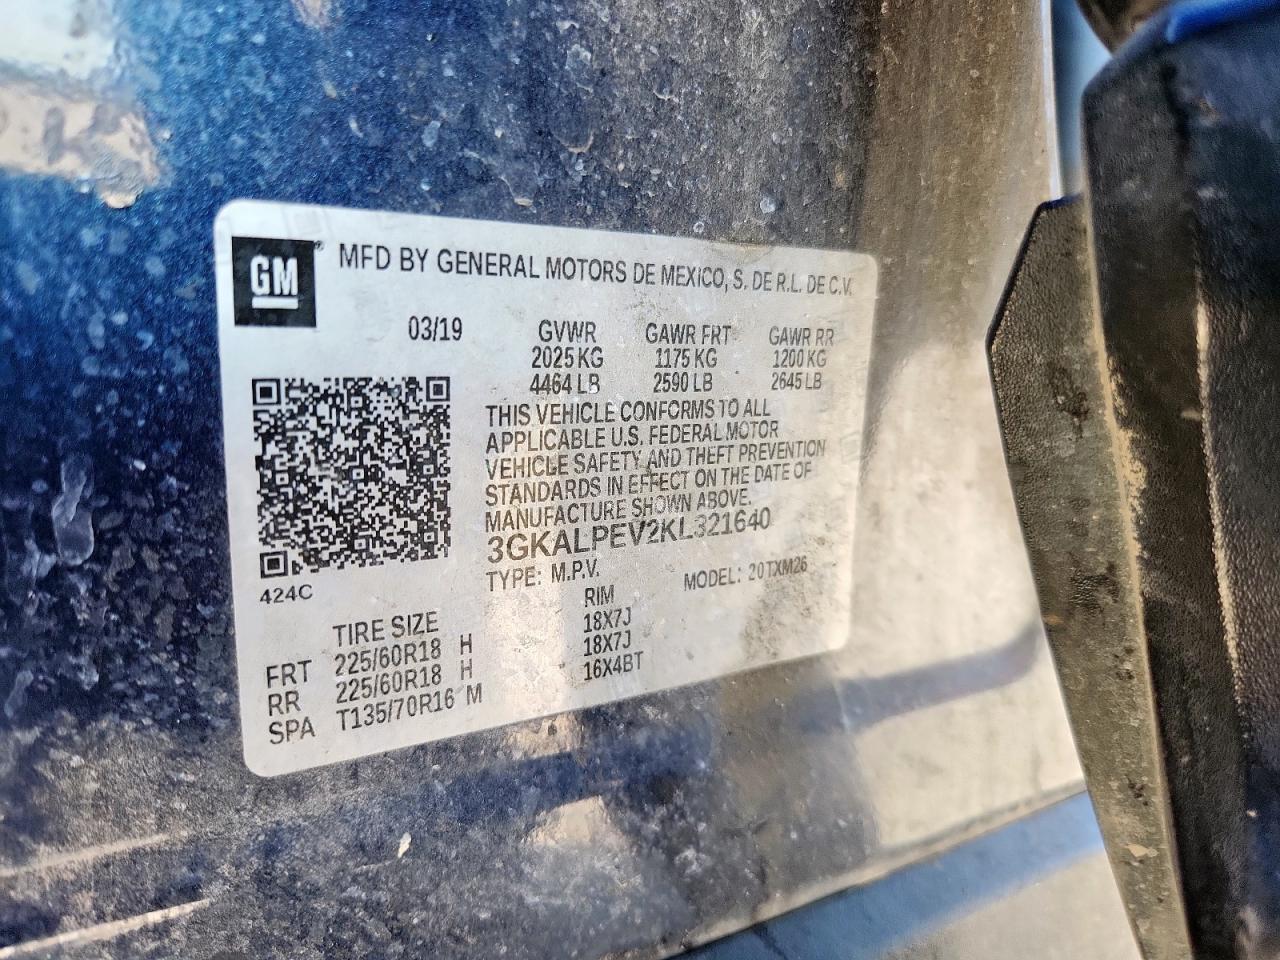 GM® MFD BY GENERAL MOTORS DE MEXICO, S. DE R.L. DE C.V.
03/19 GVWR GAWR FRT GAWR RR
2025 KG 1175 KG 1200 KG
4464 LB 2590 LB 2645 LB
THIS VEHICLE CONFORMS TO ALL
APPLICABLE U.S. FEDERAL MOTOR
VEHICLE SAFETY AND THEFT PREVENTION
STANDARDS IN EFFECT ON THE DATE OF
MANUFACTURE SHOWN ABOVE.
3GKALPEV2KL321640
424C TYPE: M.P.V. MODEL: 20TXM26
TIRE SIZE RIM
FRT 225/60R18 H 18X7J
RR 225/60R18 H 18X7J
SPA T135/70R16 M 16X4BT